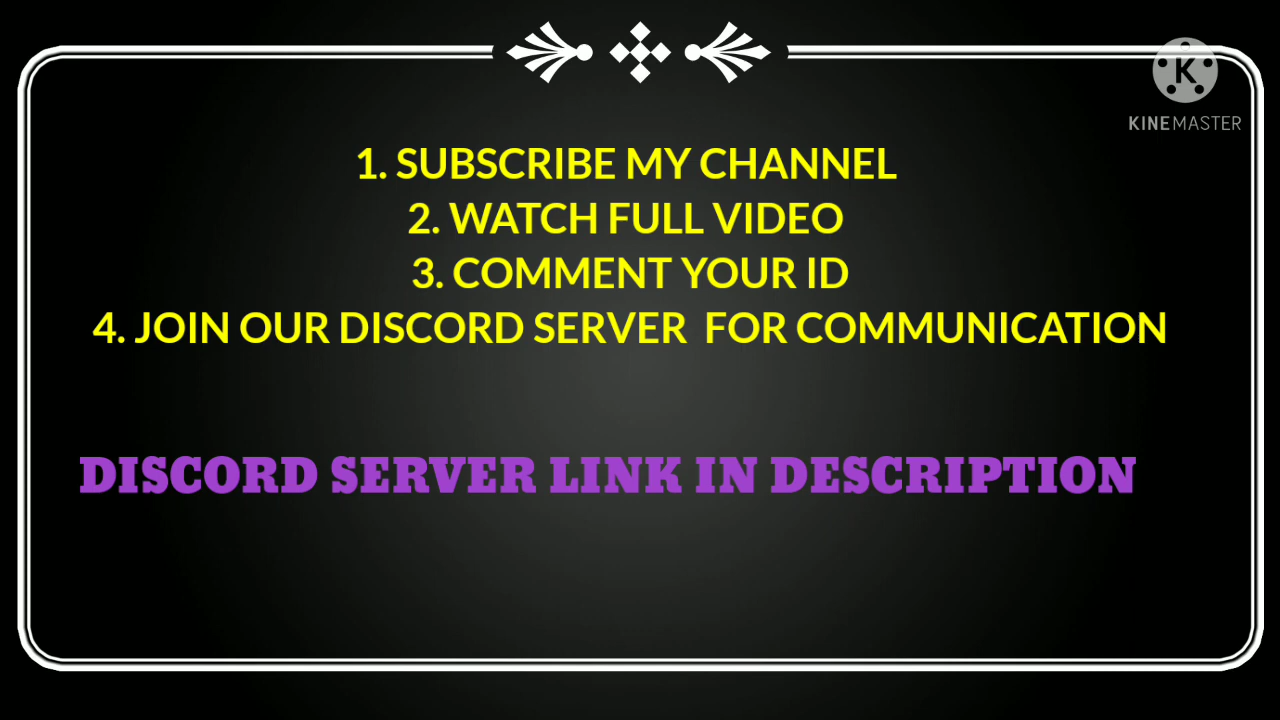 K
KINEMASTER
1. SUBSCRIBE MY CHANNEL
2. WATCH FULL VIDEO
3. COMMENT YOUR ID
4. JOIN OUR DISCORD SERVER FOR COMMUNICATION
DISCORD SERVER LINK IN DESCRIPTION